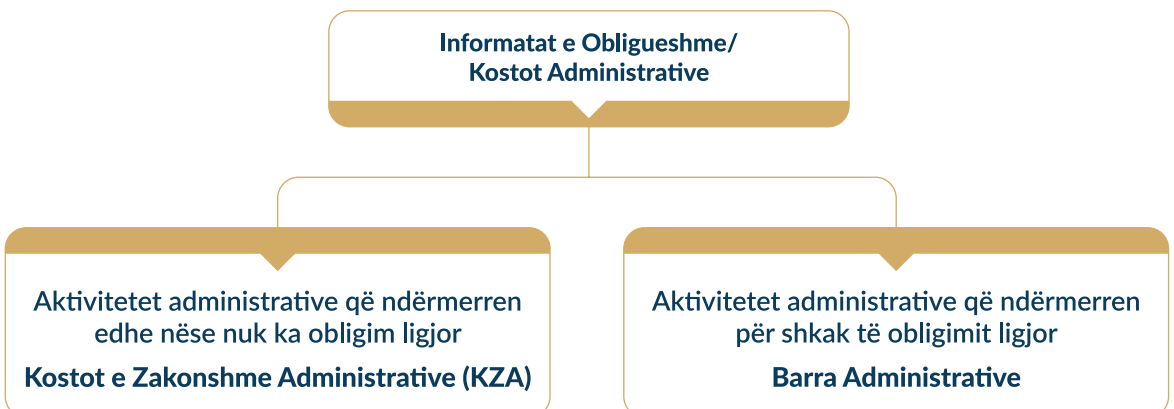 Informatat e Obligueshme/
Kostot Administrative
Aktivitetet administrative që ndërmerren
edhe nëse nuk ka obligim ligjor
Kostot e Zakonshme Administrative (KZA)
Aktivitetet administrative që ndërmerren
për shkak të obligimit ligjor
Barra Administrative